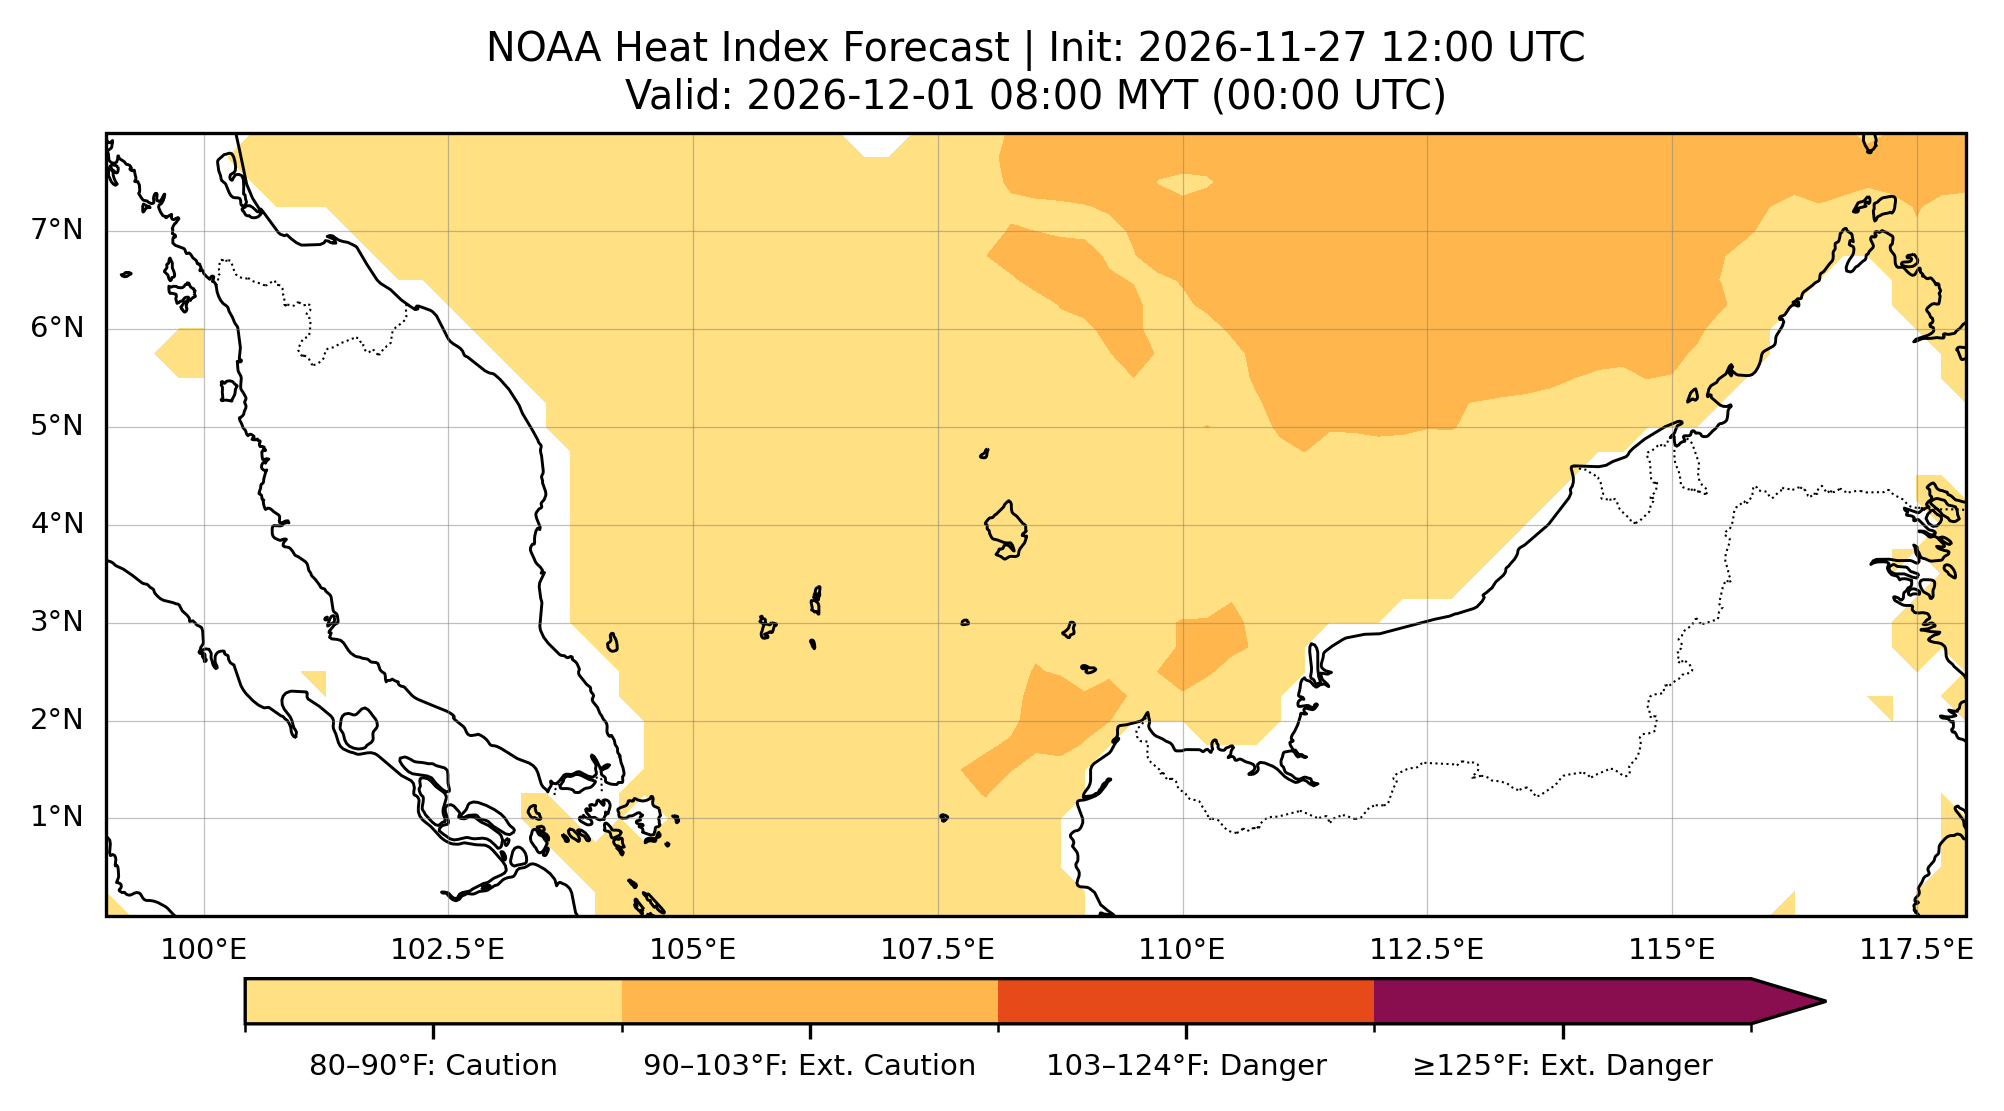 NOAA Heat Index Forecast | Init: 2026-11-27 12:00 UTC
Valid: 2026-12-01 08:00 MYT (00:00 UTC)
7°N
6°N
5°N
4°N
3°N
2°N
1°N
100°E 102.5°E 105°E 107.5°E 110°E 112.5°E 115°E 117.5°E
80–90°F: Caution 90–103°F: Ext. Caution 103–124°F: Danger ≥125°F: Ext. Danger